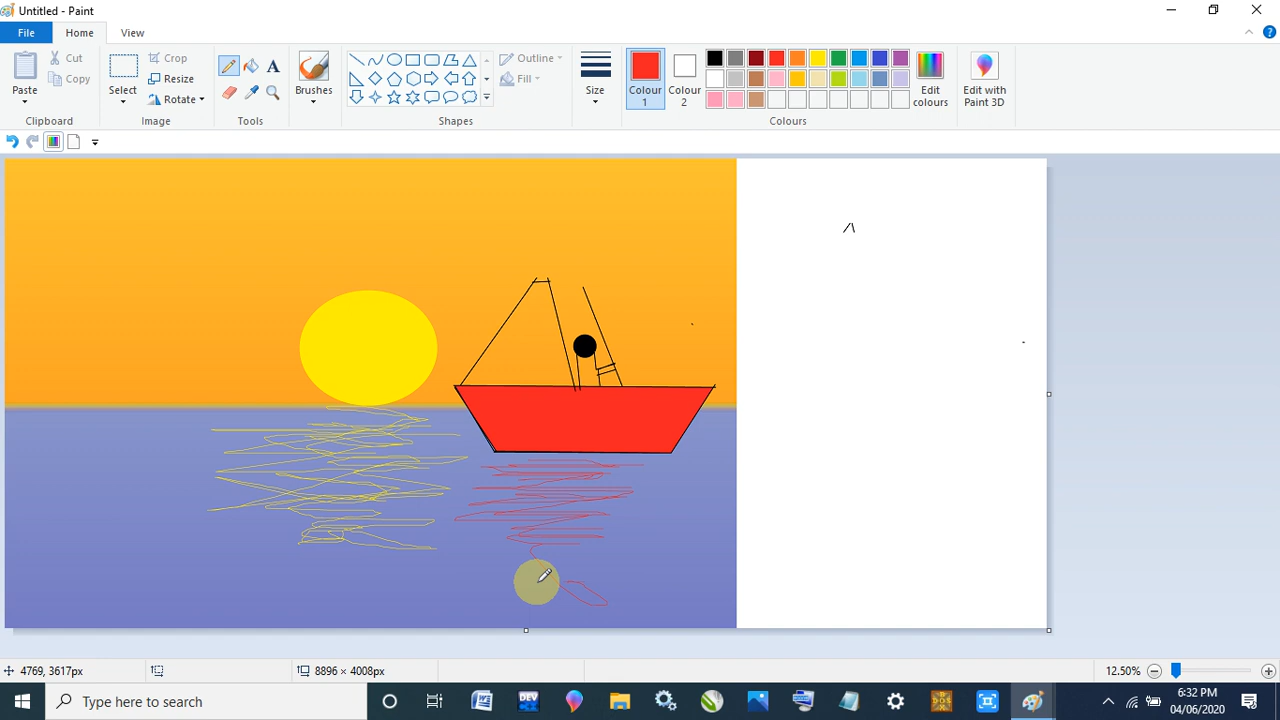 Untitled - Paint
File
Home
View
Paste
Cut
Copy
Clipboard
Select
Crop
Resize
Rotate
Image
A
Tools
Brushes
Shapes
Outline
Fill
Size
Colour 1
Colour 2
Edit colours
Colours
Edit with Paint 3D
4769, 3617px
8896 × 4008px
12.50%
Type here to search
DEV
DOS
6:32 PM
04/06/2020